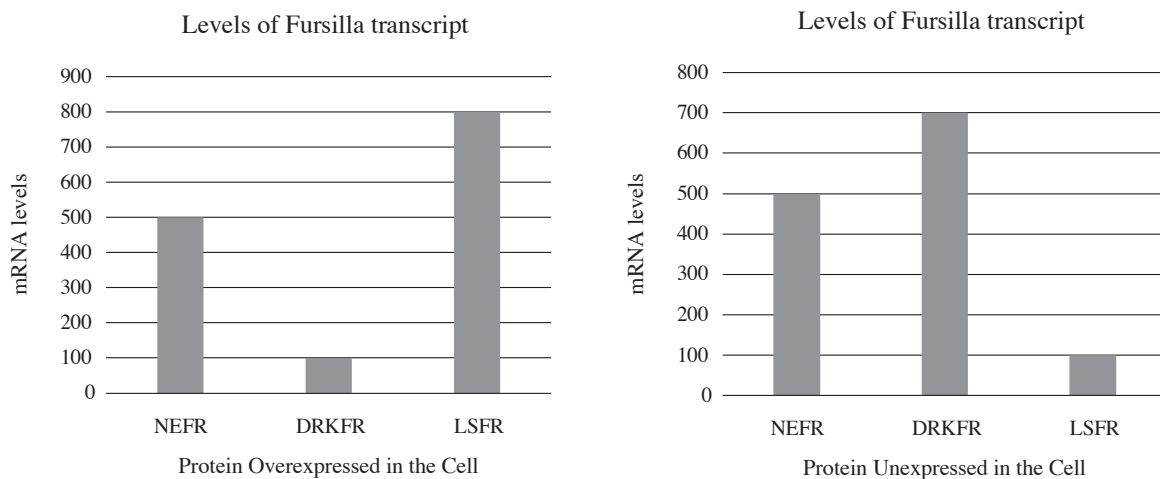 Levels of Fursilla transcript
900
800
700
600
500
400
300
200
100
0
mRNA levels
NEFR DRKFR LSFR
Protein Overexpressed in the Cell
Levels of Fursilla transcript
800
700
600
500
400
300
200
100
0
mRNA levels
NEFR DRKFR LSFR
Protein Unexpressed in the Cell